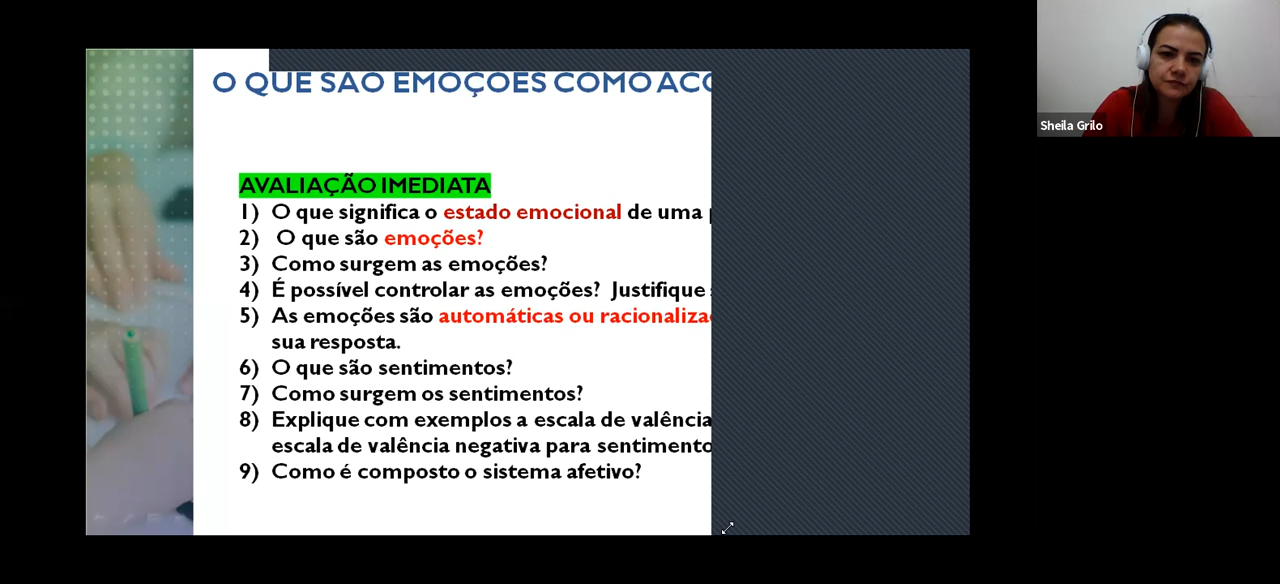 O QUE SÃO EMOÇÕES COMO
AVALIAÇÃO IMEDIATA
1) O que significa o estado emocional de uma
2) O que são emoções?
3) Como surgem as emoções?
4) É possível controlar as emoções? Justifique
5) As emoções são automáticas ou
sua resposta.
6) O que são sentimentos?
7) Como surgem os sentimentos?
8) Explique com exemplos a escala de valência
escala de valência negativa para
9) Como é composto o sistema afetivo?
Sheila Grilo